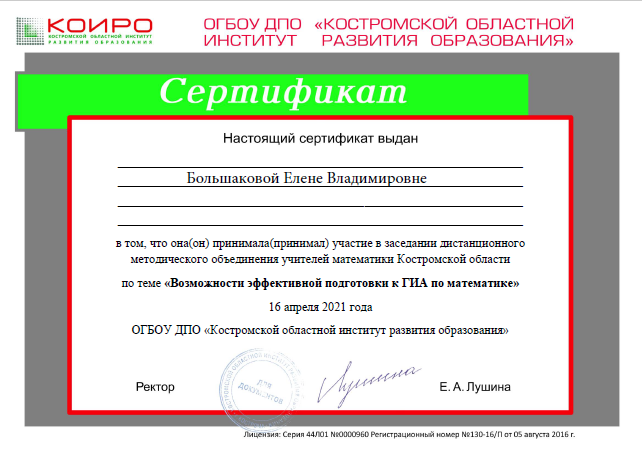 КОИРО
КОСТРОМСКОЙ ОБЛАСТНОЙ ИНСТИТУТ
РАЗВИТИЯ ОБРАЗОВАНИЯ
ОГБОУ ДПО «КОСТРОМСКОЙ ОБЛАСТНОЙ
ИНСТИТУТ РАЗВИТИЯ ОБРАЗОВАНИЯ»
Сертификат
Настоящий сертификат выдан
Большаковой Елене Владимировне
в том, что она(он) принимала(принимал) участие в заседании дистанционного
методического объединения учителей математики Костромской области
по теме «Возможности эффективной подготовки к ГИА по математике»
16 апреля 2021 года
ОГБОУ ДПО «Костромской областной институт развития образования»
Ректор
ДЛЯ
ДОКУМЕНТОВ
Лушина
Е. А. Лушина
Лицензия: Серия 44Л01 №0000960 Регистрационный номер №130-16/П от 05 августа 2016 г.